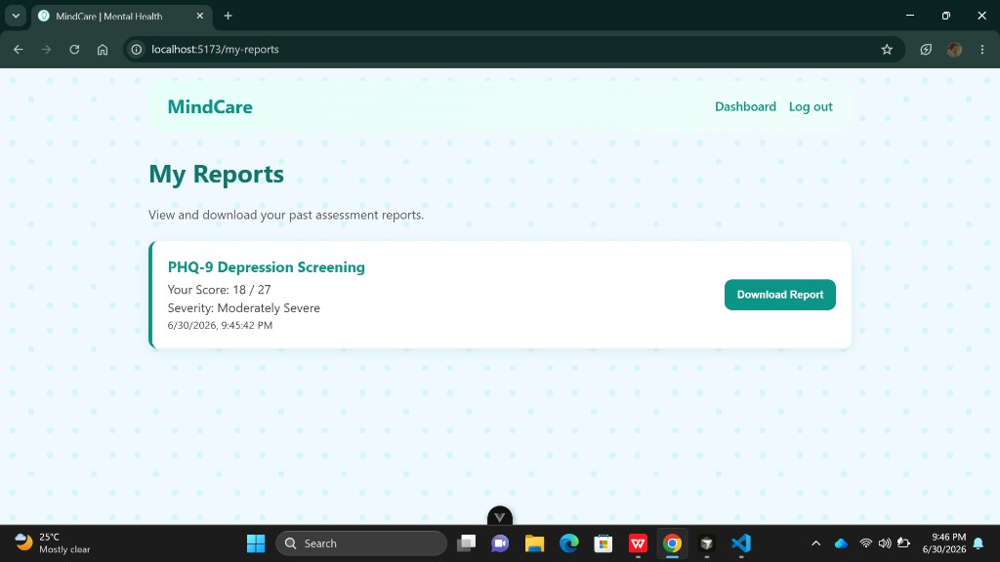 MindCare | Mental Health
localhost:5173/my-reports
MindCare
Dashboard
Log out
My Reports
View and download your past assessment reports.
PHQ-9 Depression Screening
Your Score: 18 / 27
Severity: Moderately Severe
6/30/2026, 9:45:42 PM
Download Report
25°C
Mostly clear
Search
9:46 PM
6/30/2026